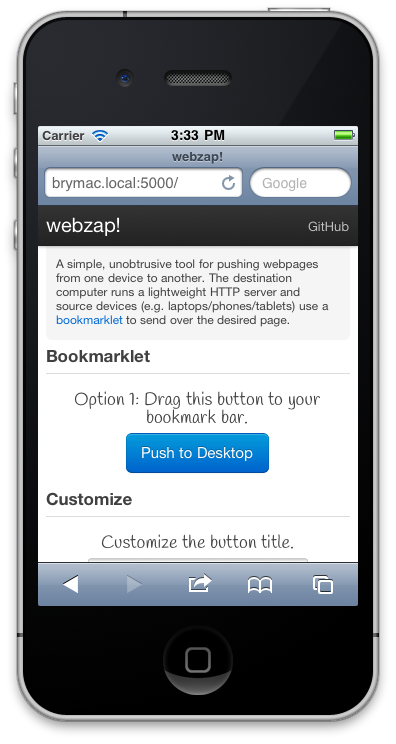 Carrier 3:33 PM
webzap!
brymac.local:5000/ Google
webzap! GitHub
A simple, unobtrusive tool for pushing webpages
from one device to another. The destination
computer runs a lightweight HTTP server and
source devices (e.g. laptops/phones/tablets) use a
bookmarklet to send over the desired page.
Bookmarklet
Option 1: Drag this button to your
bookmark bar.
Push to Desktop
Customize
Customize the button title.